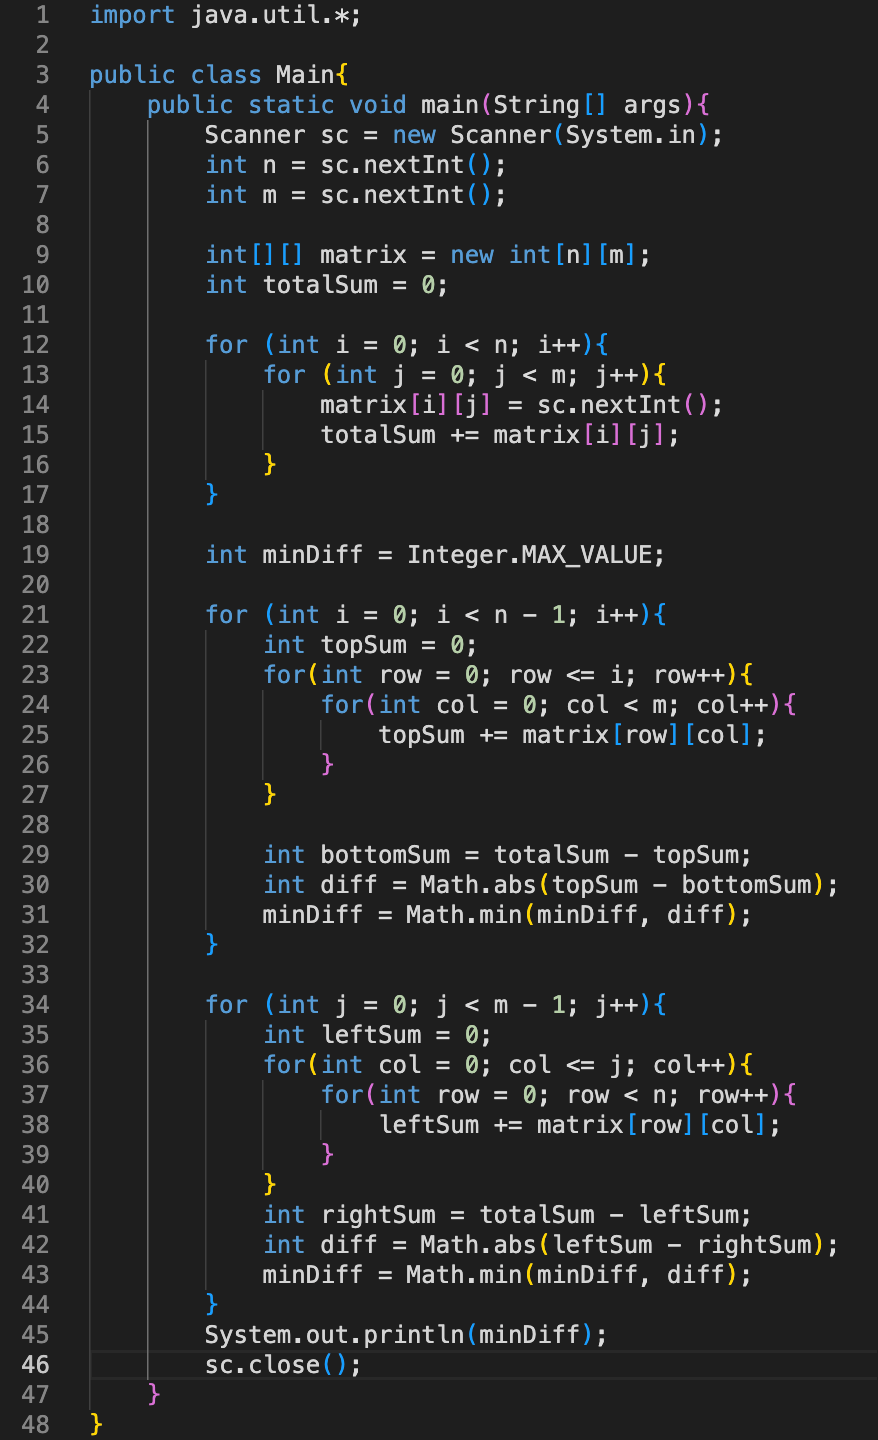 1 import java.util.*;
2
3 public class Main{
4     public static void main(String[] args){
5         Scanner sc = new Scanner(System.in);
6         int n = sc.nextInt();
7         int m = sc.nextInt();
8
9         int[][] matrix = new int[n][m];
10         int totalSum = 0;
11
12         for (int i = 0; i < n; i++){
13             for (int j = 0; j < m; j++){
14                 matrix[i][j] = sc.nextInt();
15                 totalSum += matrix[i][j];
16             }
17         }
18
19         int minDiff = Integer.MAX_VALUE;
20
21         for (int i = 0; i < n - 1; i++){
22             int topSum = 0;
23             for(int row = 0; row <= i; row++){
24                 for(int col = 0; col < m; col++){
25                     topSum += matrix[row][col];
26                 }
27             }
28
29             int bottomSum = totalSum - topSum;
30             int diff = Math.abs(topSum - bottomSum);
31             minDiff = Math.min(minDiff, diff);
32         }
33
34         for (int j = 0; j < m - 1; j++){
35             int leftSum = 0;
36             for(int col = 0; col <= j; col++){
37                 for(int row = 0; row < n; row++){
38                     leftSum += matrix[row][col];
39                 }
40             }
41             int rightSum = totalSum - leftSum;
42             int diff = Math.abs(leftSum - rightSum);
43             minDiff = Math.min(minDiff, diff);
44         }
45         System.out.println(minDiff);
46         sc.close();
47     }
48 }